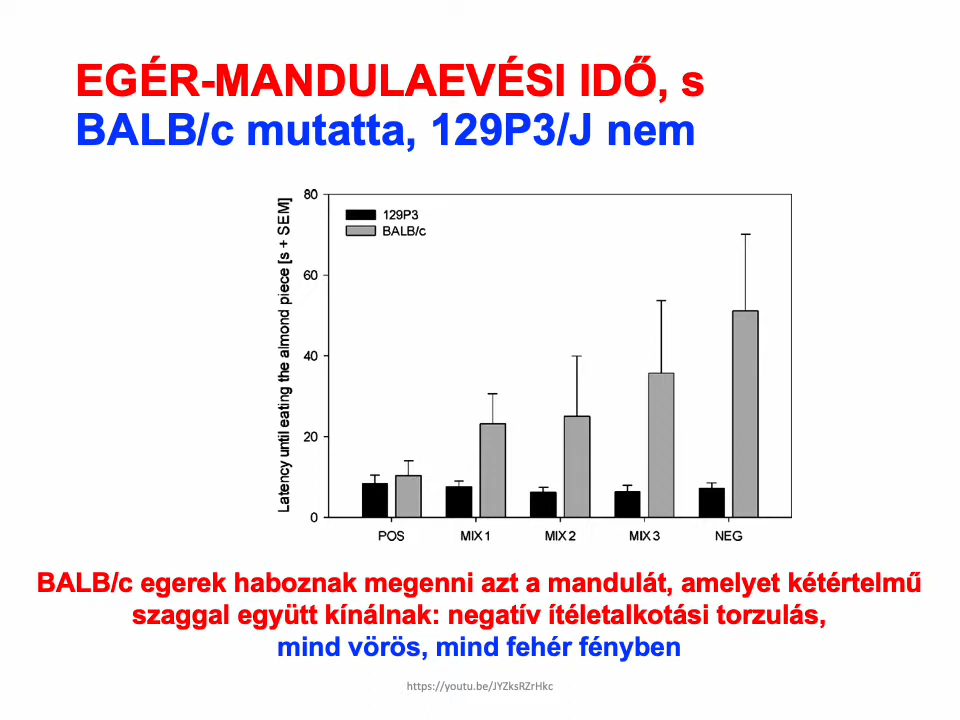 EGÉR-MANDULAEVÉSI IDŐ, s
BALB/c mutatta, 129P3/J nem
Latency until eating the almond piece [s + SEM]
80
60
40
20
0
129P3
BALB/c
POS
MIX 1
MIX 2
MIX 3
NEG
BALB/c egerek haboznak megenni azt a mandulát, amelyet kétértelmű
szaggal együtt kínálnak: negatív ítéletalkotási torzulás,
mind vörös, mind fehér fényben
https://youtu.be/JYZksRZrHkc